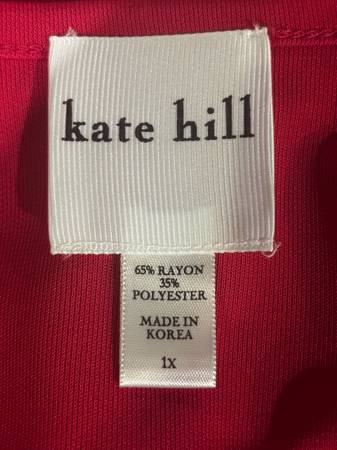 kate hill
65% RAYON
35%
POLYESTER
MADE IN
KOREA
1X